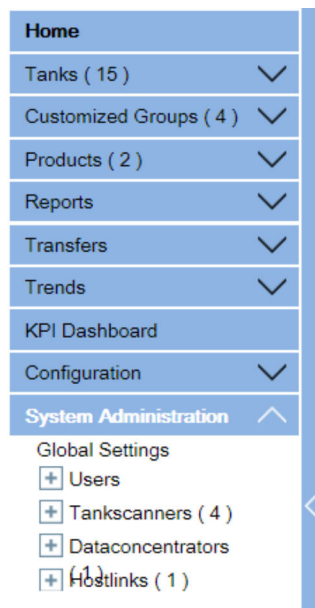 Home
Tanks ( 15 )
Customized Groups ( 4 )
Products ( 2 )
Reports
Transfers
Trends
KPI Dashboard
Configuration
System Administration
Global Settings
Users
Tankscanners ( 4 )
Dataconcentrators
( 1 )
Hostlinks ( 1 )